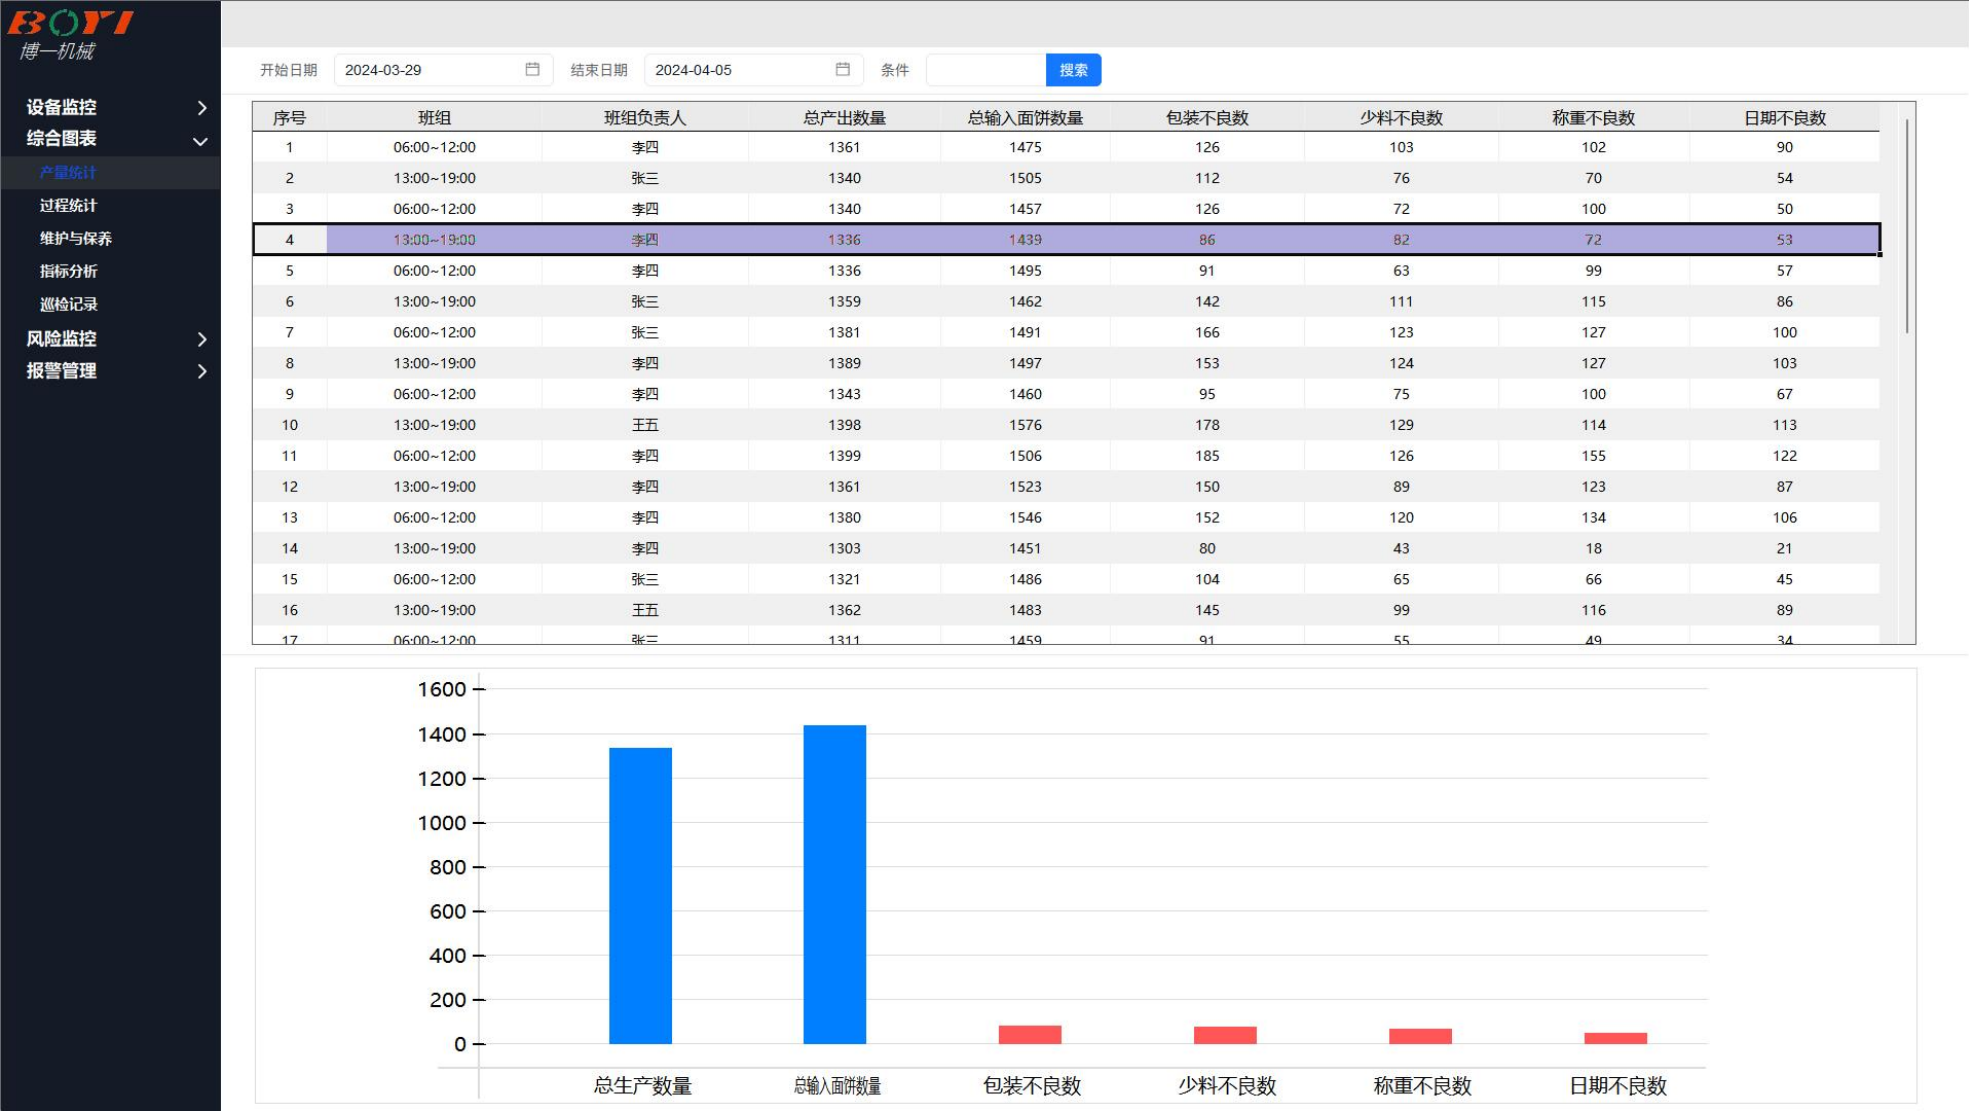 BOYI
博一机械
设备监控
综合图表
产量统计
过程统计
维护与保养
指标分析
巡检记录
风险监控
报警管理
开始日期 2024-03-29 结束日期 2024-04-05 条件 搜索
序号 班组 班组负责人 总产出数量 总输入面饼数量 包装不良数 少料不良数 称重不良数 日期不良数
1 06:00~12:00 李四 1361 1475 126 103 102 90
2 13:00~19:00 张三 1340 1505 112 76 70 54
3 06:00~12:00 李四 1340 1457 126 72 100 50
4 13:00~19:00 李四 1336 1439 86 82 72 53
5 06:00~12:00 李四 1336 1495 91 63 99 57
6 13:00~19:00 张三 1359 1462 142 111 115 86
7 06:00~12:00 张三 1381 1491 166 123 127 100
8 13:00~19:00 李四 1389 1497 153 124 127 103
9 06:00~12:00 李四 1343 1460 95 75 100 67
10 13:00~19:00 王五 1398 1576 178 129 114 113
11 06:00~12:00 李四 1399 1506 185 126 155 122
12 13:00~19:00 李四 1361 1523 150 89 123 87
13 06:00~12:00 李四 1380 1546 152 120 134 106
14 13:00~19:00 李四 1303 1451 80 43 18 21
15 06:00~12:00 张三 1321 1486 104 65 66 45
16 13:00~19:00 王五 1362 1483 145 99 116 89
17 06:00~12:00 张三 1311 1459 91 55 49 34
1600
1400
1200
1000
800
600
400
200
0
总生产数量 总输入面饼数量 包装不良数 少料不良数 称重不良数 日期不良数